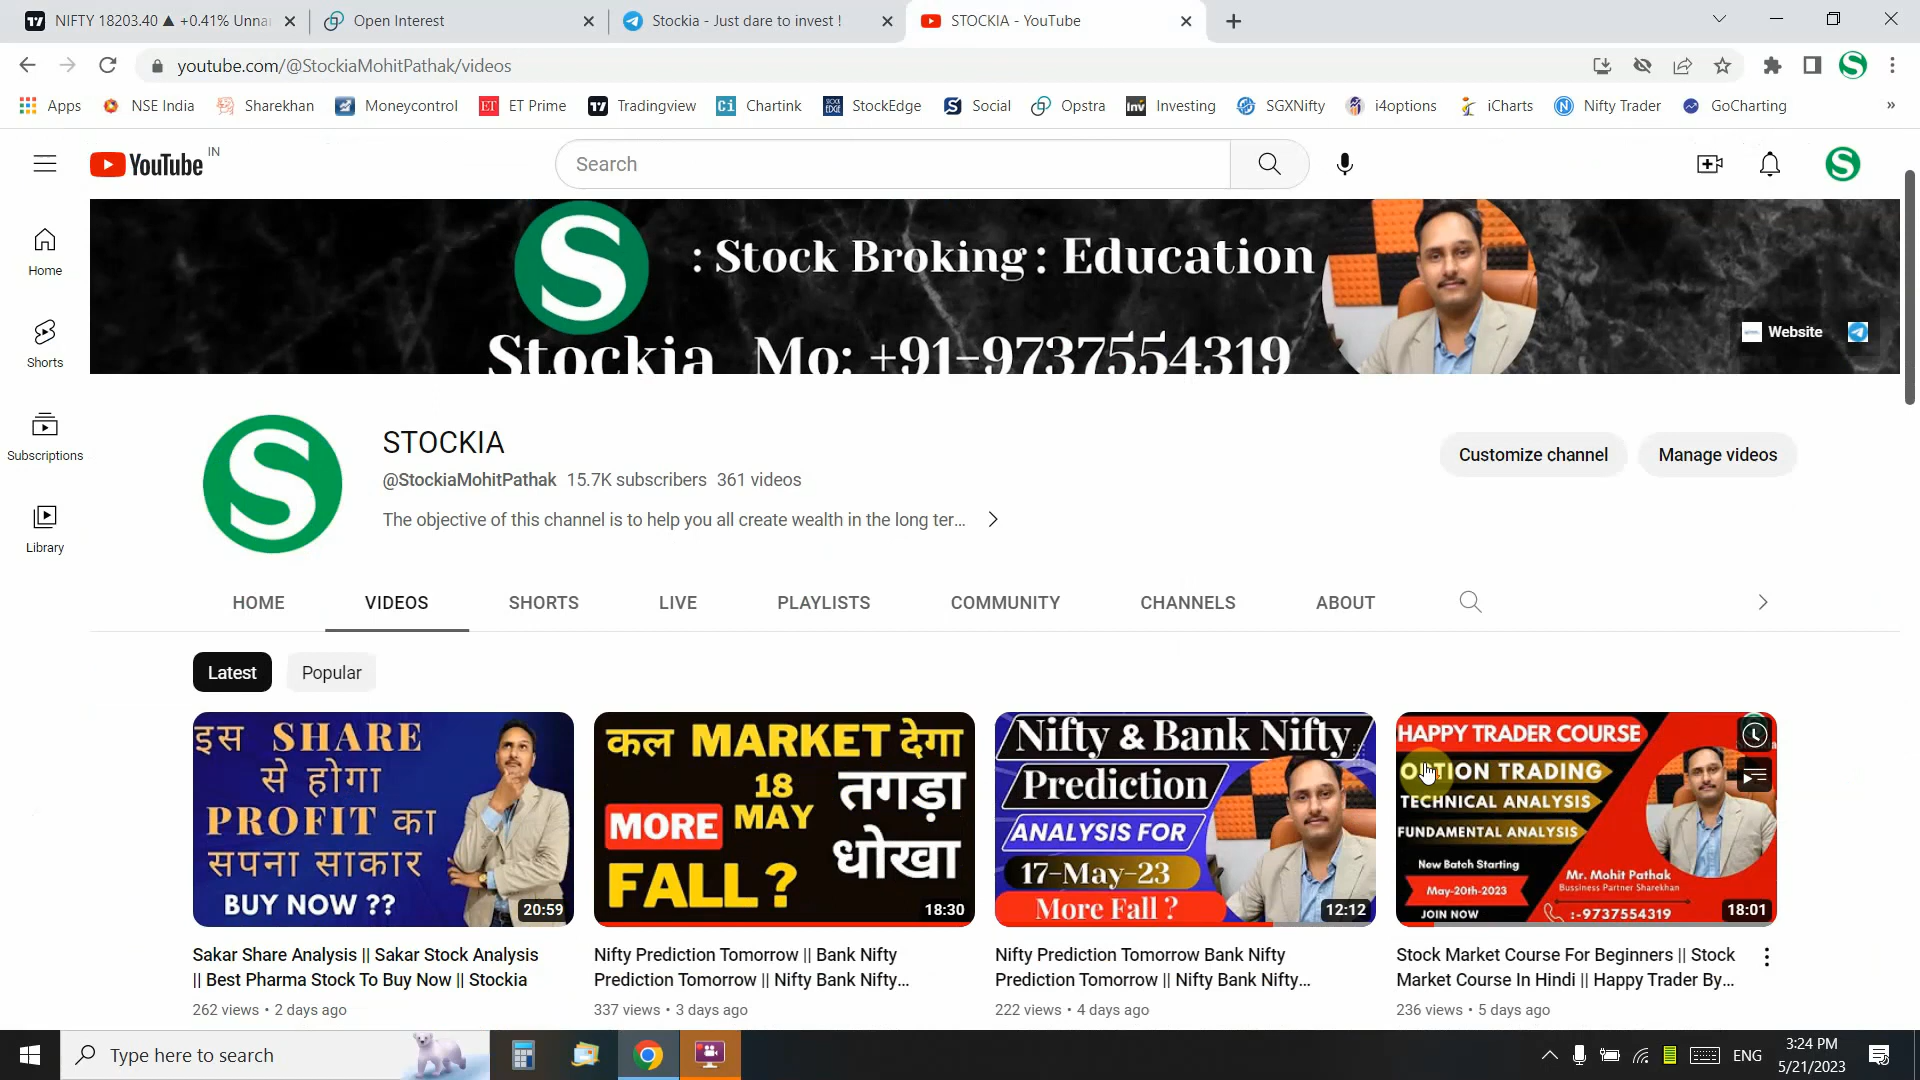 NIFTY 18203.40 ▲ +0.41% Unna
Open Interest
Stockia - Just dare to invest !
STOCKIA - YouTube
youtube.com/@StockiaMohitPathak/videos
Apps
NSE India
Sharekhan
Moneycontrol
ET
ET Prime
Tradingview
Ci
Chartink
StockEdge
Social
Opstra
Inv
Investing
SGXNifty
i4options
iCharts
Nifty Trader
GoCharting
»
YouTube IN
Search
S
: Stock Broking : Education
Stockia Mo: +91-9737554319
Website
Home
Shorts
Subscriptions
Library
S
STOCKIA
@StockiaMohitPathak 15.7K subscribers 361 videos
The objective of this channel is to help you all create wealth in the long ter...
Customize channel
Manage videos
HOME
VIDEOS
SHORTS
LIVE
PLAYLISTS
COMMUNITY
CHANNELS
ABOUT
Latest
Popular
इस SHARE
से होगा
PROFIT का
सपना साकार
BUY NOW ??
20:59
Sakar Share Analysis || Sakar Stock Analysis
|| Best Pharma Stock To Buy Now || Stockia
262 views • 2 days ago
कल MARKET देगा
18
MAY
तगड़ा
धोखा
MORE
FALL ?
18:30
Nifty Prediction Tomorrow || Bank Nifty
Prediction Tomorrow || Nifty Bank Nifty...
337 views • 3 days ago
Nifty & Bank Nifty
Prediction
ANALYSIS FOR
17-May-23
More Fall ?
12:12
Nifty Prediction Tomorrow Bank Nifty
Prediction Tomorrow || Nifty Bank Nifty...
222 views • 4 days ago
HAPPY TRADER COURSE
OPTION TRADING
TECHNICAL ANALYSIS
FUNDAMENTAL ANALYSIS
New Batch Starting
May-20th-2023
JOIN NOW
Mr. Mohit Pathak
Bussiness Partner Sharekhan
:-9737554319
18:01
Stock Market Course For Beginners || Stock
Market Course In Hindi || Happy Trader By...
236 views • 5 days ago
Type here to search
ENG
3:24 PM
5/21/2023